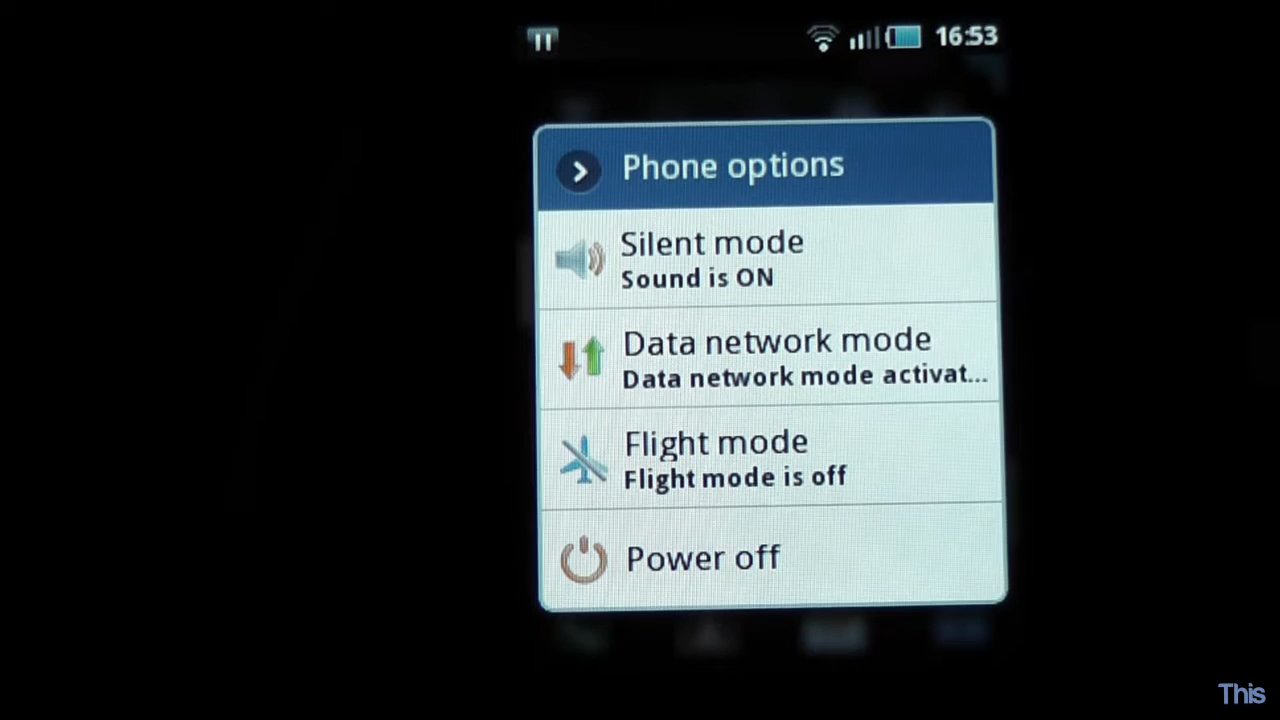 16:53
Phone options
Silent mode
Sound is ON
Data network mode
Data network mode activat...
Flight mode
Flight mode is off
Power off
This